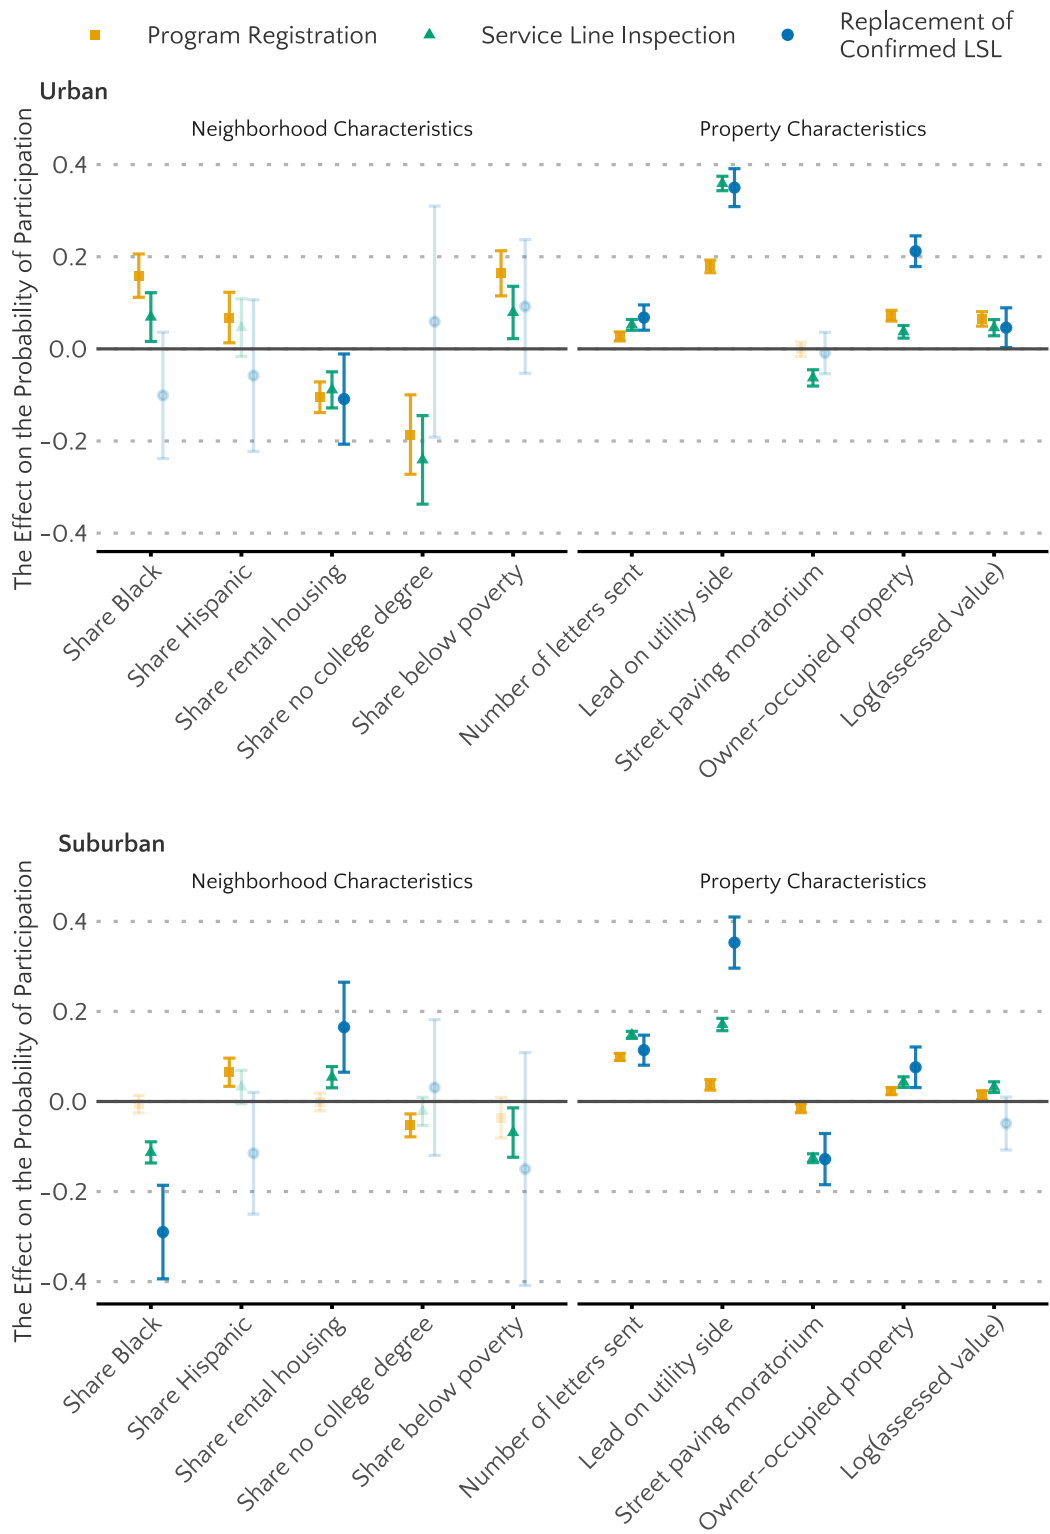 Program Registration
Service Line Inspection
Replacement of
Confirmed LSL
Urban
Neighborhood Characteristics
Property Characteristics
The Effect on the Probability of Participation
0.4
0.2
0.0
−0.2
−0.4
Share Black
Share Hispanic
Share rental housing
Share no college degree
Share below poverty
Number of letters sent
Lead on utility side
Street paving moratorium
Owner-occupied property
Log(assessed value)
Suburban
Neighborhood Characteristics
Property Characteristics
The Effect on the Probability of Participation
0.4
0.2
0.0
−0.2
−0.4
Share Black
Share Hispanic
Share rental housing
Share no college degree
Share below poverty
Number of letters sent
Lead on utility side
Street paving moratorium
Owner-occupied property
Log(assessed value)